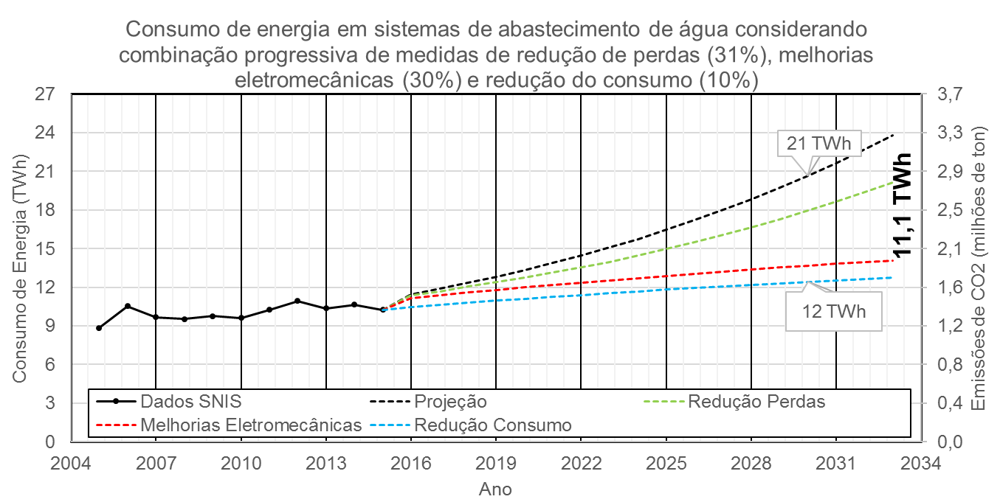 Consumo de energia em sistemas de abastecimento de água considerando
combinação progressiva de medidas de redução de perdas (31%), melhorias
eletromecânicas (30%) e redução do consumo (10%)
Consumo de Energia (TWh)
27
24
21
18
15
12
9
6
3
0
21 TWh
12 TWh
11,1 TWh
3,7
3,3
2,9
2,5
2,1
1,6
1,2
0,8
0,4
0,0
Emissões de CO2 (milhões de ton)
Dados SNIS
Projeção
Redução Perdas
Melhorias Eletromecânicas
Redução Consumo
2004
2007
2010
2013
2016
2019
2022
2025
2028
2031
2034
Ano